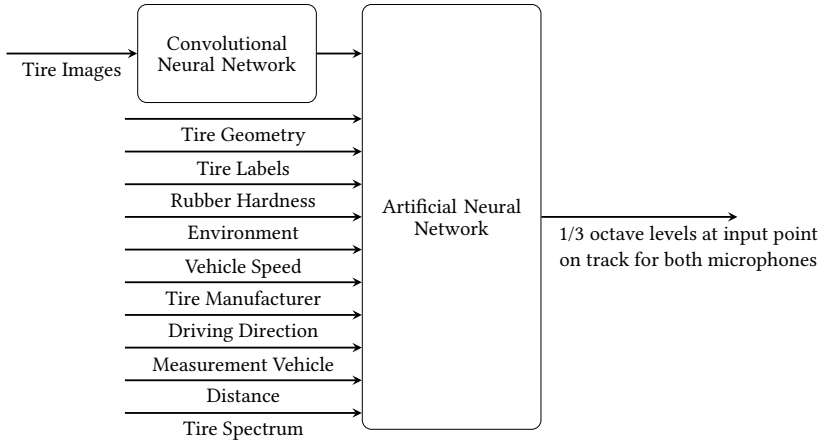 Convolutional
Neural Network
Tire Images
Tire Geometry
Tire Labels
Rubber Hardness
Environment
Vehicle Speed
Tire Manufacturer
Driving Direction
Measurement Vehicle
Distance
Tire Spectrum
Artificial Neural
Network
1/3 octave levels at input point
on track for both microphones